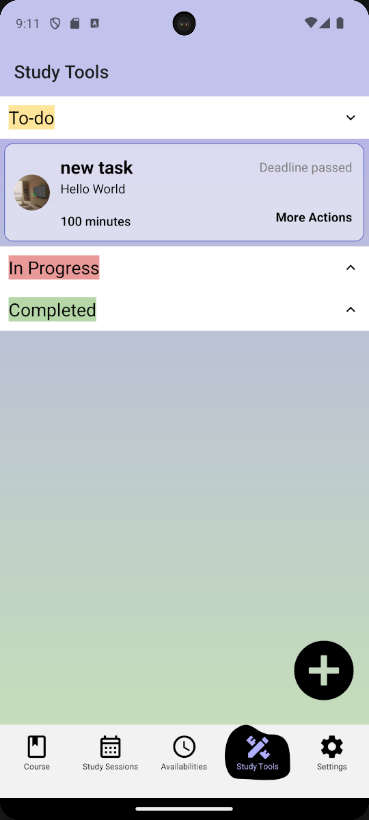 9:11
Study Tools
To-do
new task
Deadline passed
Hello World
100 minutes
More Actions
In Progress
Completed
Course
Study Sessions
Availabilities
Study Tools
Settings